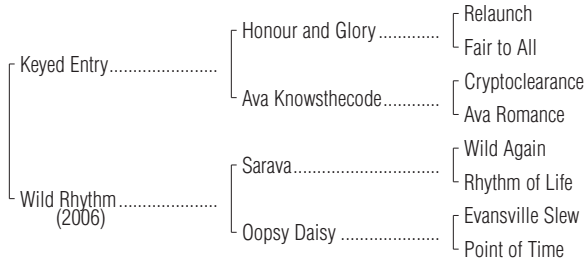 Relaunch
Honour and Glory
Fair to All
Keyed Entry
Cryptoclearance
Ava Knowsthecode
Ava Romance
Wild Again
Sarava
Rhythm of Life
Wild Rhythm
(2006)
Evansville Slew
Oopsy Daisy
Point of Time